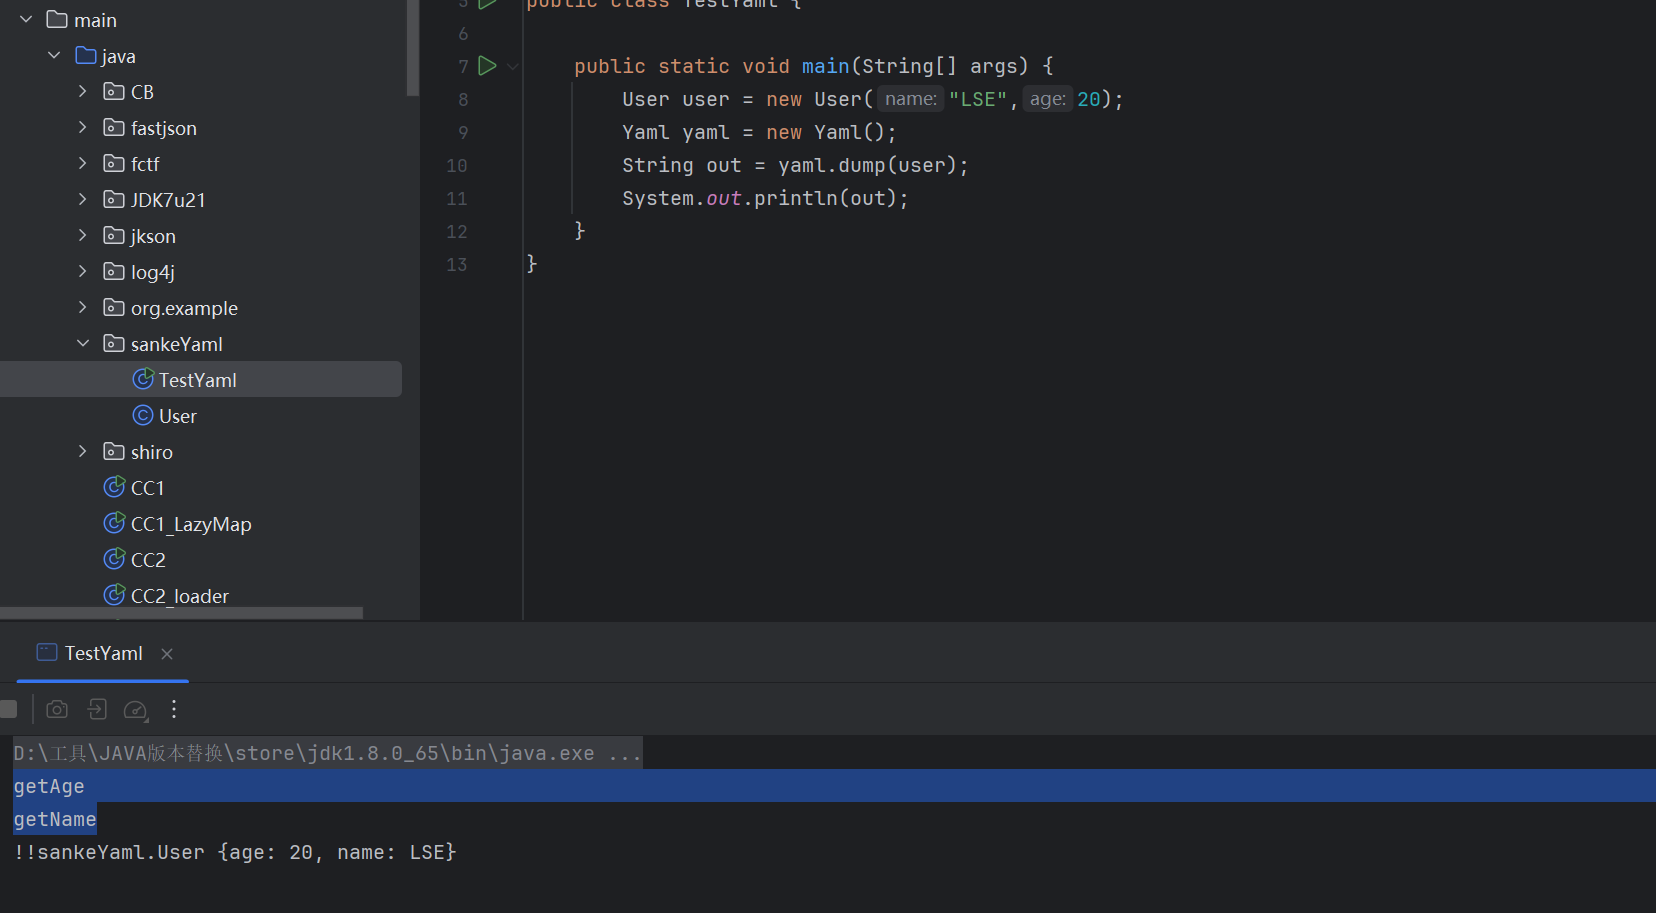 main
java
CB
fastjson
fctf
JDK7u21
jkson
log4j
org.example
sankeYaml
TestYaml
User
shiro
CC1
CC1_LazyMap
CC2
CC2_loader
5 public class TestYaml {
6
7 public static void main(String[] args) {
8 User user = new User( name: "LSE", age: 20);
9 Yaml yaml = new Yaml();
10 String out = yaml.dump(user);
11 System.out.println(out);
12 }
13 }
TestYaml
D:\工具\JAVA版本替换\store\jdk1.8.0_65\bin\java.exe ...
getAge
getName
!!sankeYaml.User {age: 20, name: LSE}